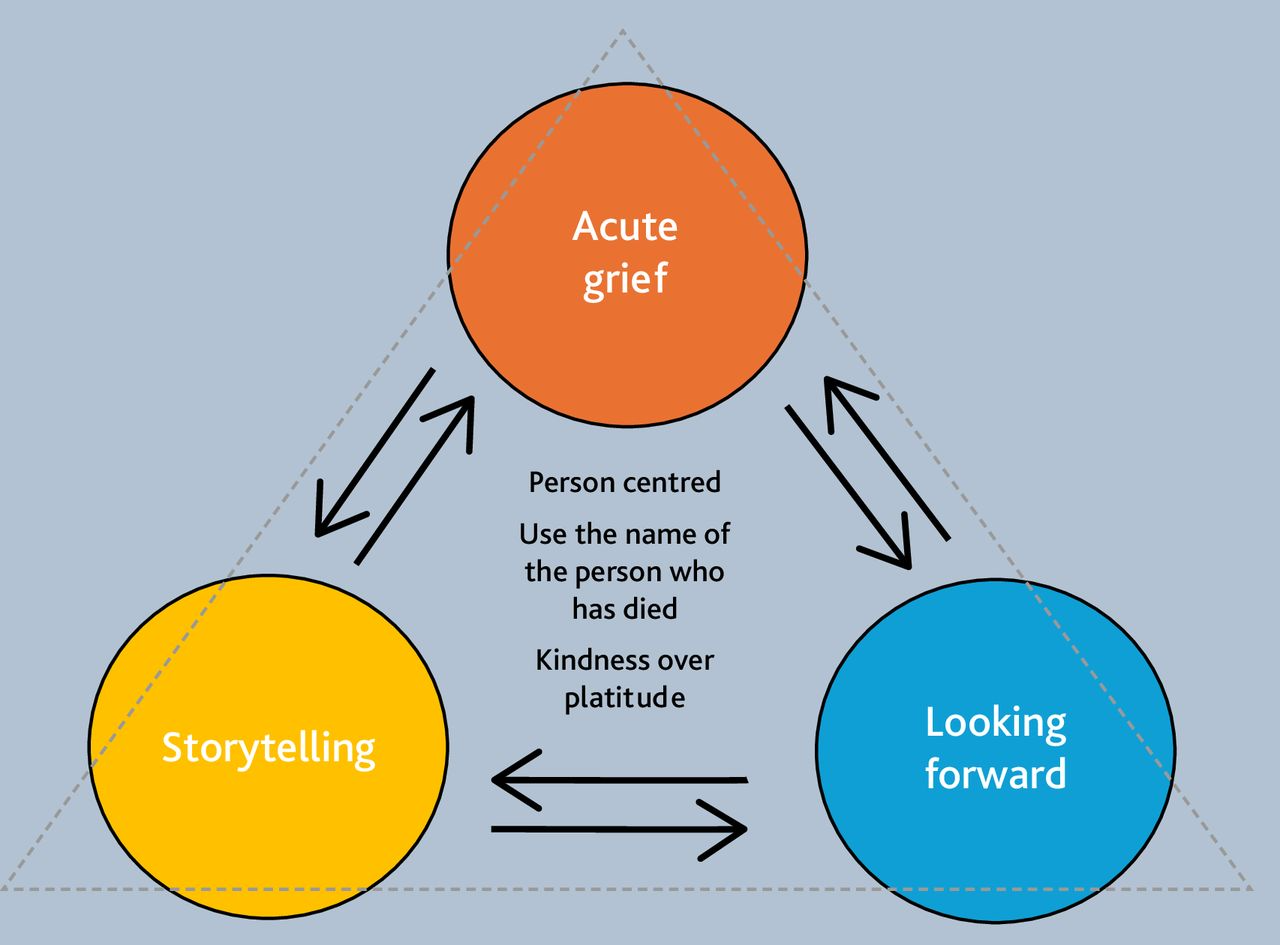 Acute
grief
Person centred
Use the name of
the person who
has died
Kindness over
platitude
Storytelling
Looking
forward